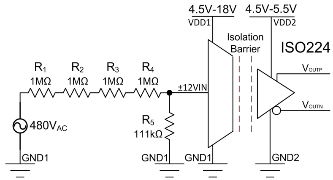 4.5V-18V
4.5V-5.5V
VDD1
VDD2
Isolation
Barrier
ISO224
R1
R2
R3
R4
1MΩ
1MΩ
1MΩ
1MΩ
±12VIN
VOUTP
VOUTN
R5
111kΩ
480VAC
GND1
GND1
GND1
GND2